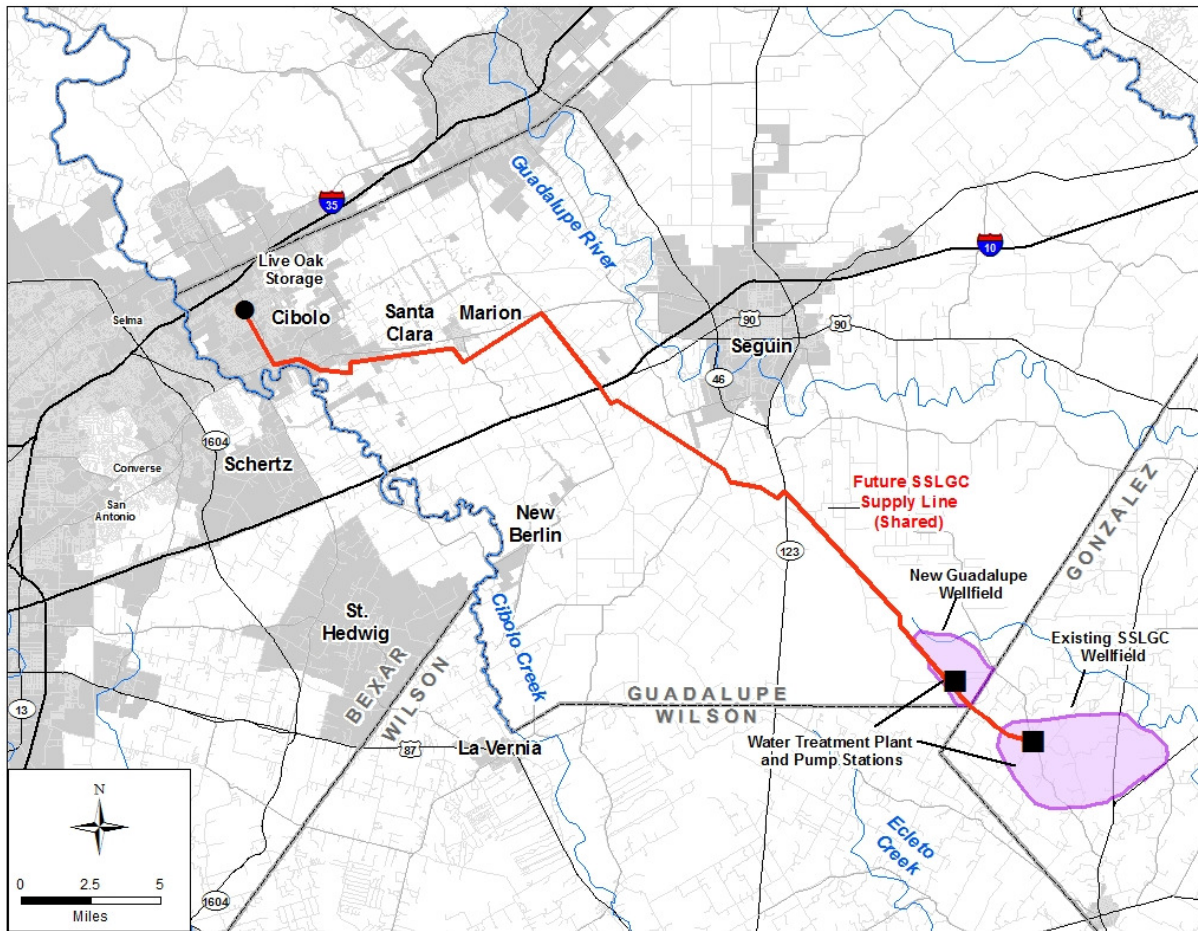 35
Guadalupe River
10
Live Oak
Storage
Selma
Cibolo
Santa
Clara
Marion
90
90
Seguin
46
1604
Schertz
Converse
San
Antonio
Future SSLGC
Supply Line
(Shared)
GONZALEZ
New
Berlin
123
New Guadalupe
Wellfield
St.
Hedwig
Cibolo Creek
Existing SSLGC
Wellfield
BEXAR
WILSON
GUADALUPE
WILSON
13
87
La Vernia
Water Treatment Plant
and Pump Stations
N
Ecleto
Creek
0 2.5 5
Miles
1604